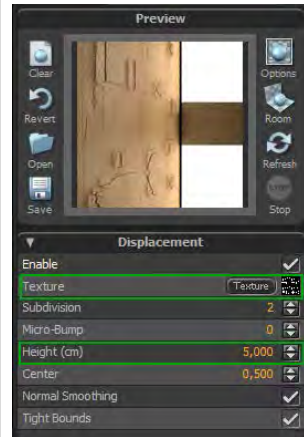 Preview
Clear
Options
Revert
Room
Open
Refresh
Save
STOP
Stop
Displacement
Enable
Texture Texture
Subdivision 2
Micro-Bump 0
Height (cm) 5,000
Center 0,500
Normal Smoothing
Tight Bounds